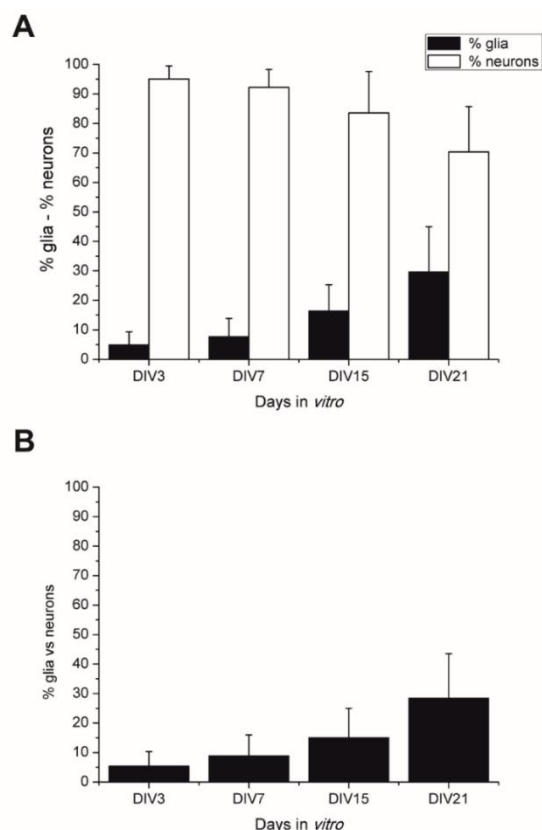 A
% glia
% neurons
% glia - % neurons
100
90
80
70
60
50
40
30
20
10
0
DIV3 DIV7 DIV15 DIV21
Days in vitro
B
% glia vs neurons
100
90
80
70
60
50
40
30
20
10
0
DIV3 DIV7 DIV15 DIV21
Days in vitro